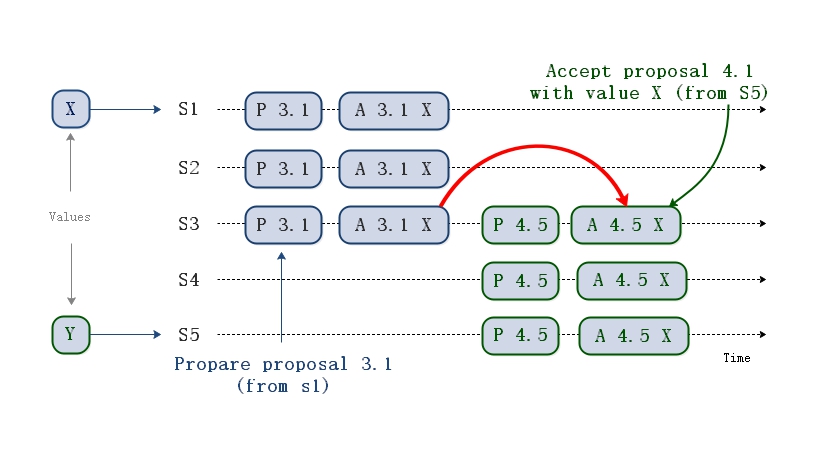 Accept proposal 4.1
with value X (from S5)
X
S1
P 3.1
A 3.1 X
S2
P 3.1
A 3.1 X
Values
S3
P 3.1
A 3.1 X
P 4.5
A 4.5 X
S4
P 4.5
A 4.5 X
Y
S5
P 4.5
A 4.5 X
Time
Propare proposal 3.1
(from s1)